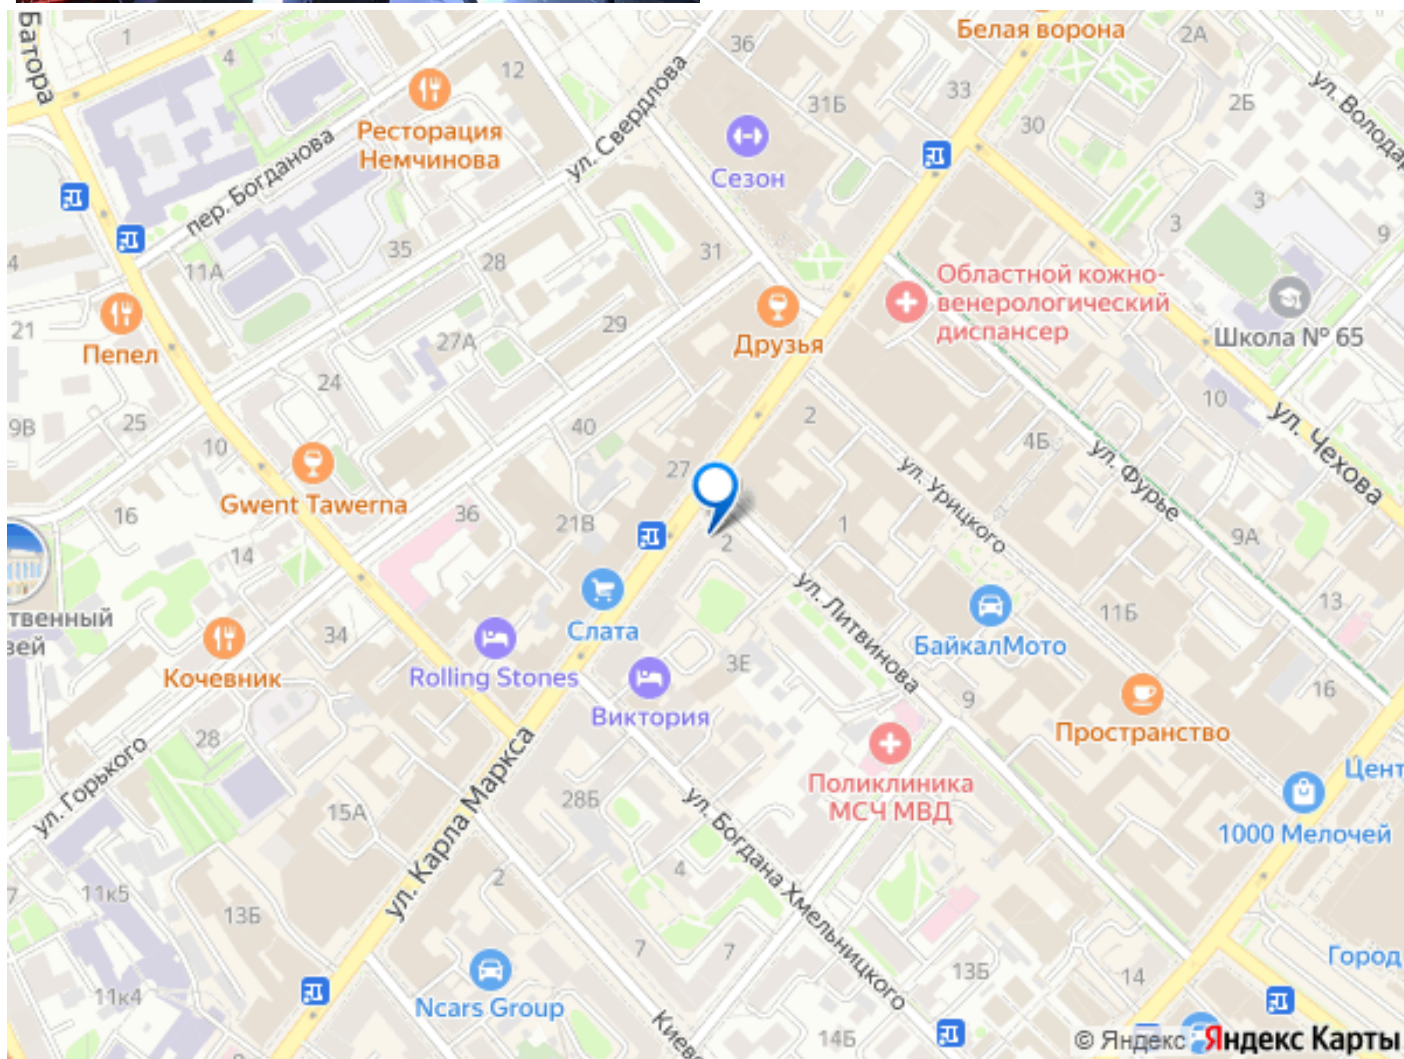 Батора
1
4
12
36
Белая ворона
2А
ул. Володар
2Б
33
31Б
30
Ресторация
Немчинова
ул. Свердлова
пер. Богданова
Сезон
3
3
9
4
11А
35
28
31
Областной кожно-
венерологический
диспансер
Школа № 65
21
Пепел
27А
29
Друзья
24
10
ул. Чехова
9В
25
10
40
2
4Б
ул. Фурье
27
ул. Урицкого
Gwent Tawerna
16
36
21В
1
2
9А
14
ул. Литвинова
13
11Б
твенный
зей
34
Слата
БайкалМото
Кочевник
Rolling Stones
3Е
Виктория
9
16
Пространство
28
ул. Горького
ул. Карла Маркса
Поликлиника
МСЧ МВД
Цент
15А
28Б
ул. Богдана Хмельницкого
1000 Мелочей
4
2
7
11к5
13Б
7
7
13Б
14
Город
11к4
Ncars Group
Киевс
14Б
9
© Яндекс Яндекс Карты